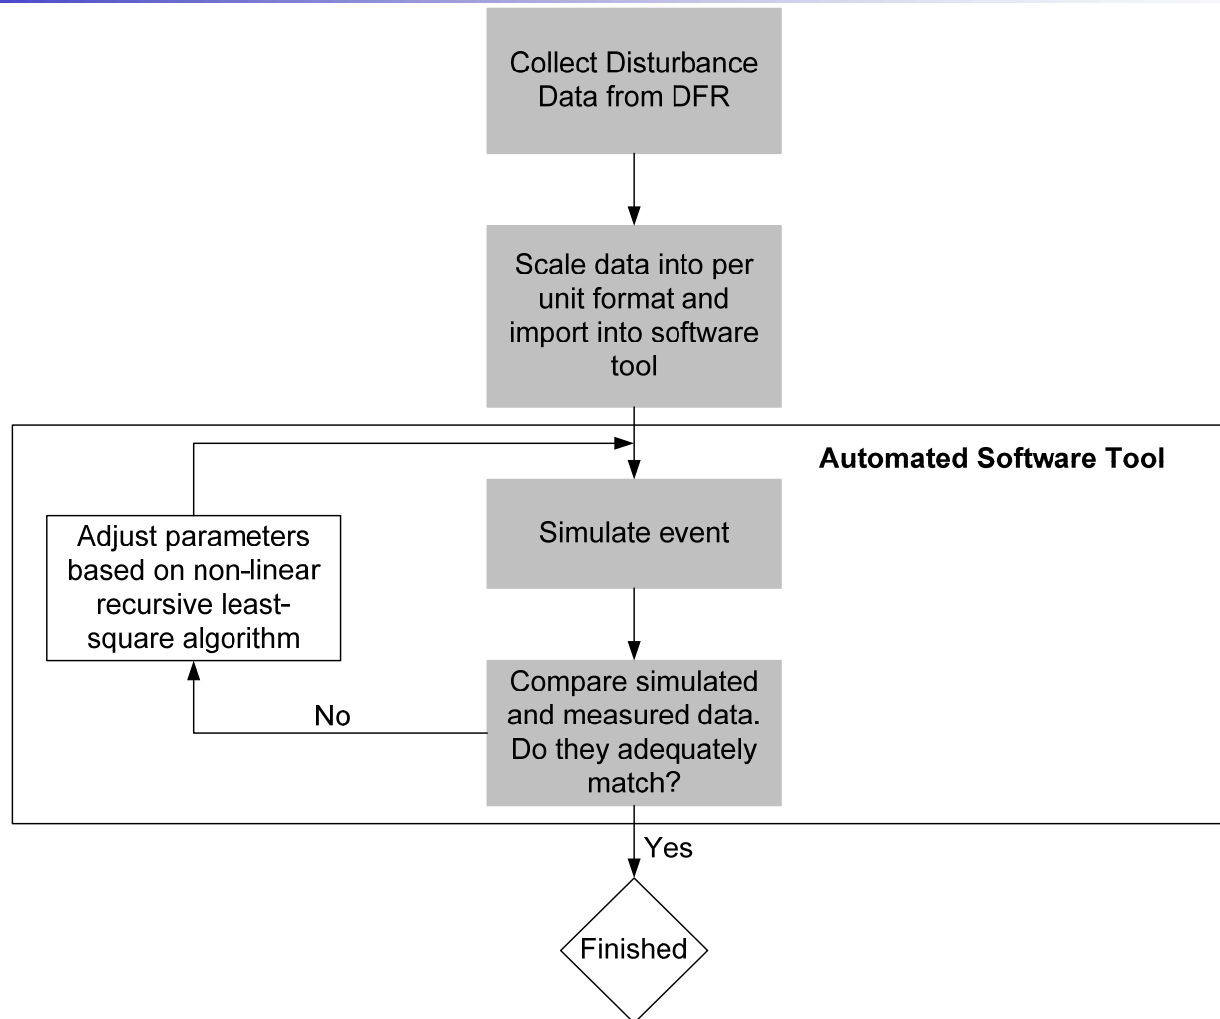 Collect Disturbance
Data from DFR
Scale data into per
unit format and
import into software
tool
Automated Software Tool
Simulate event
Adjust parameters
based on non-linear
recursive least-
square algorithm
Compare simulated
and measured data.
Do they adequately
match?
No
Yes
Finished